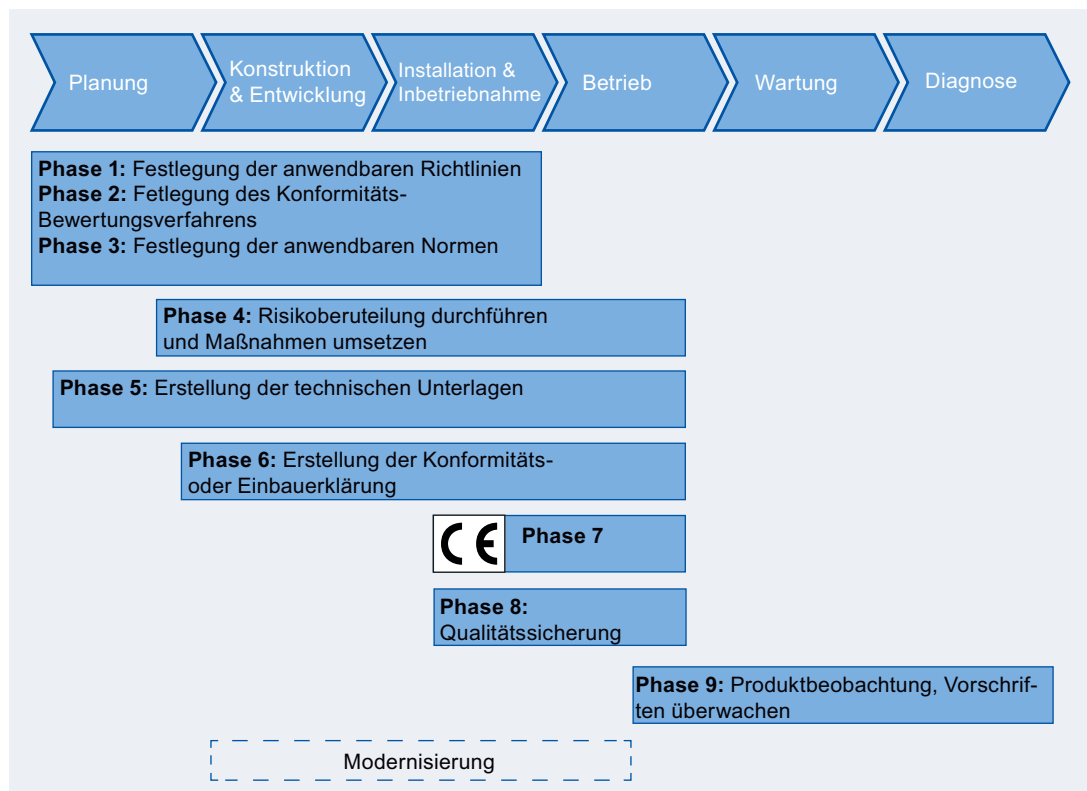 Planung
Konstruktion
& Entwicklung
Installation &
Inbetriebnahme
Betrieb
Wartung
Diagnose
Phase 1: Festlegung der anwendbaren Richtlinien
Phase 2: Fetlegung des Konformitäts-
Bewertungsverfahrens
Phase 3: Festlegung der anwendbaren Normen
Phase 4: Risikoberuteilung durchführen
und Maßnahmen umsetzen
Phase 5: Erstellung der technischen Unterlagen
Phase 6: Erstellung der Konformitäts-
oder Einbauerklärung
CE Phase 7
Phase 8:
Qualitätssicherung
Phase 9: Produktbeobachtung, Vorschrif-
ten überwachen
Modernisierung